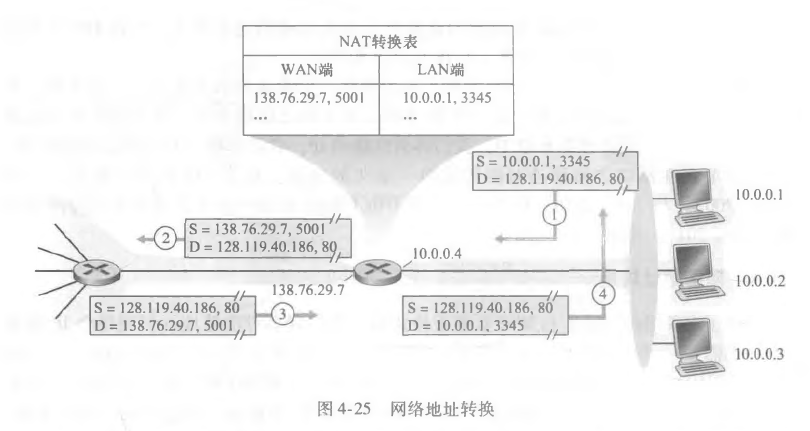 NAT转换表
WAN端 LAN端
138.76.29.7, 5001 10.0.0.1, 3345
... ...
S = 10.0.0.1, 3345
D = 128.119.40.186, 80
1
10.0.0.1
S = 138.76.29.7, 5001
D = 128.119.40.186, 80
2
10.0.0.4
138.76.29.7
10.0.0.2
S = 128.119.40.186, 80
D = 138.76.29.7, 5001
3
S = 128.119.40.186, 80
D = 10.0.0.1, 3345
4
10.0.0.3
图 4-25 网络地址转换